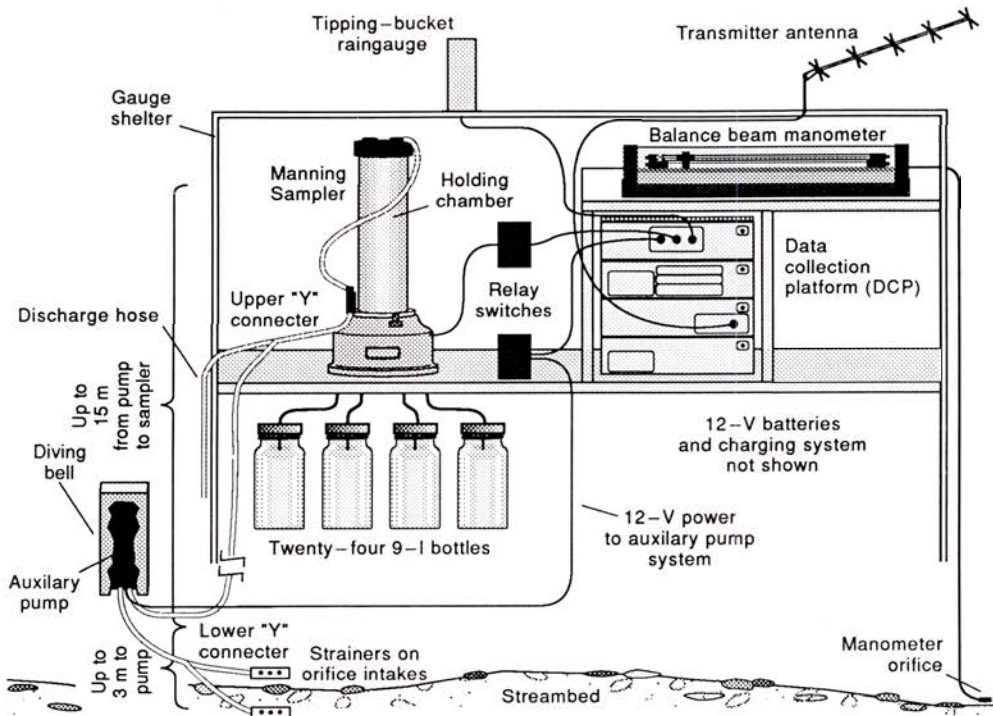 Tipping-bucket
raingauge
Transmitter antenna
Gauge
shelter
Balance beam manometer
Manning
Sampler
Holding
chamber
Data
collection
platform (DCP)
Upper "Y"
connecter
Relay
switches
Discharge hose
Up to
15 m
from pump
to sampler
12-V batteries
and charging system
not shown
Diving
bell
12-V power
to auxilary pump
system
Twenty-four 9-l bottles
Auxilary
pump
Lower "Y"
connecter
Up to
3 m to
pump
Strainers on
orifice intakes
Manometer
orifice
Streambed